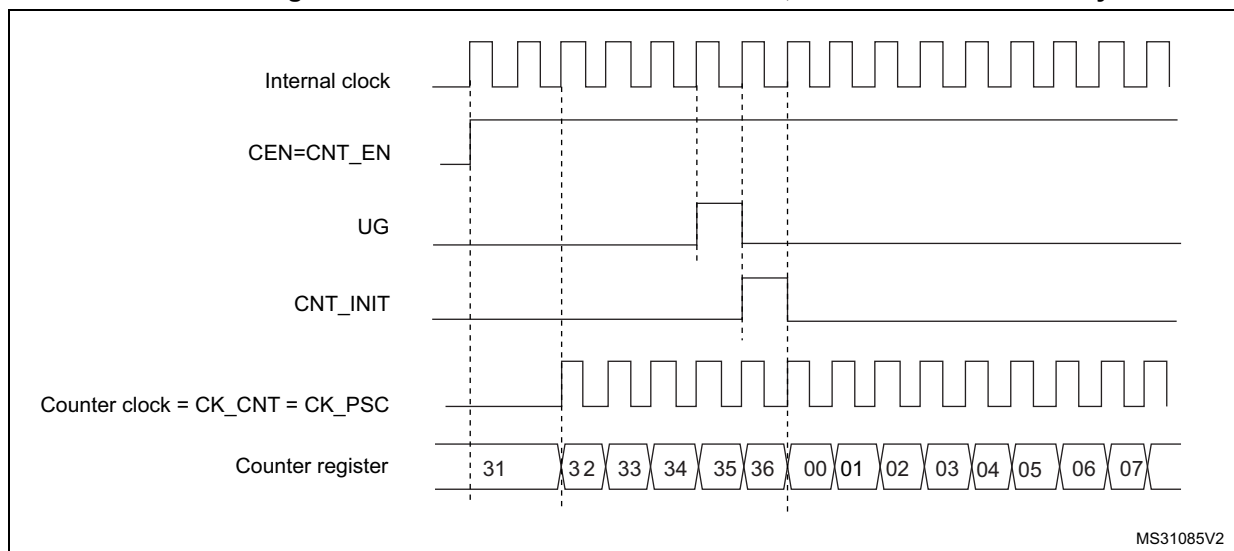 Internal clock
CEN=CNT_EN
UG
CNT_INIT
Counter clock = CK_CNT = CK_PSC
Counter register 31 32 33 34 35 36 00 01 02 03 04 05 06 07
MS31085V2